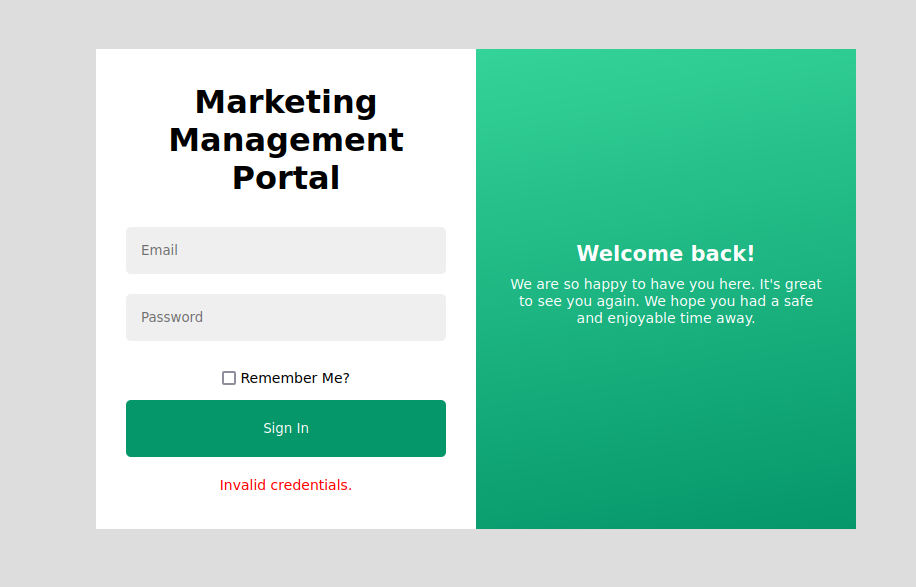 Marketing
Management
Portal
Email
Password
Remember Me?
Sign In
Invalid credentials.
Welcome back!
We are so happy to have you here. It's great
to see you again. We hope you had a safe
and enjoyable time away.